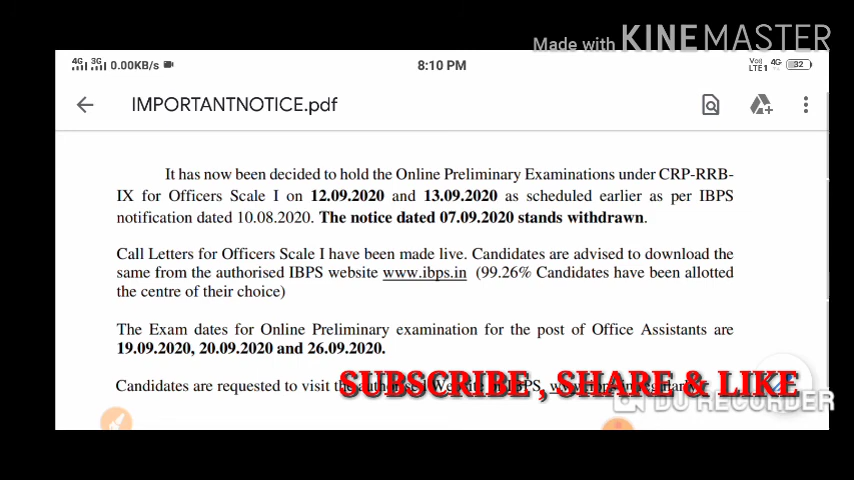 Made with KINEMASTER
4G 3G 0.00KB/s 8:10 PM VoLTE1 4G 32
IMPORTANTNOTICE.pdf
It has now been decided to hold the Online Preliminary Examinations under CRP-RRB-
IX for Officers Scale I on 12.09.2020 and 13.09.2020 as scheduled earlier as per IBPS
notification dated 10.08.2020. The notice dated 07.09.2020 stands withdrawn.
Call Letters for Officers Scale I have been made live. Candidates are advised to download the
same from the authorised IBPS website www.ibps.in (99.26% Candidates have been allotted
the centre of their choice)
The Exam dates for Online Preliminary examination for the post of Office Assistants are
19.09.2020, 20.09.2020 and 26.09.2020.
Candidates are requested to visit the
SUBSCRIBE , SHARE & LIKE
DU RECORDER